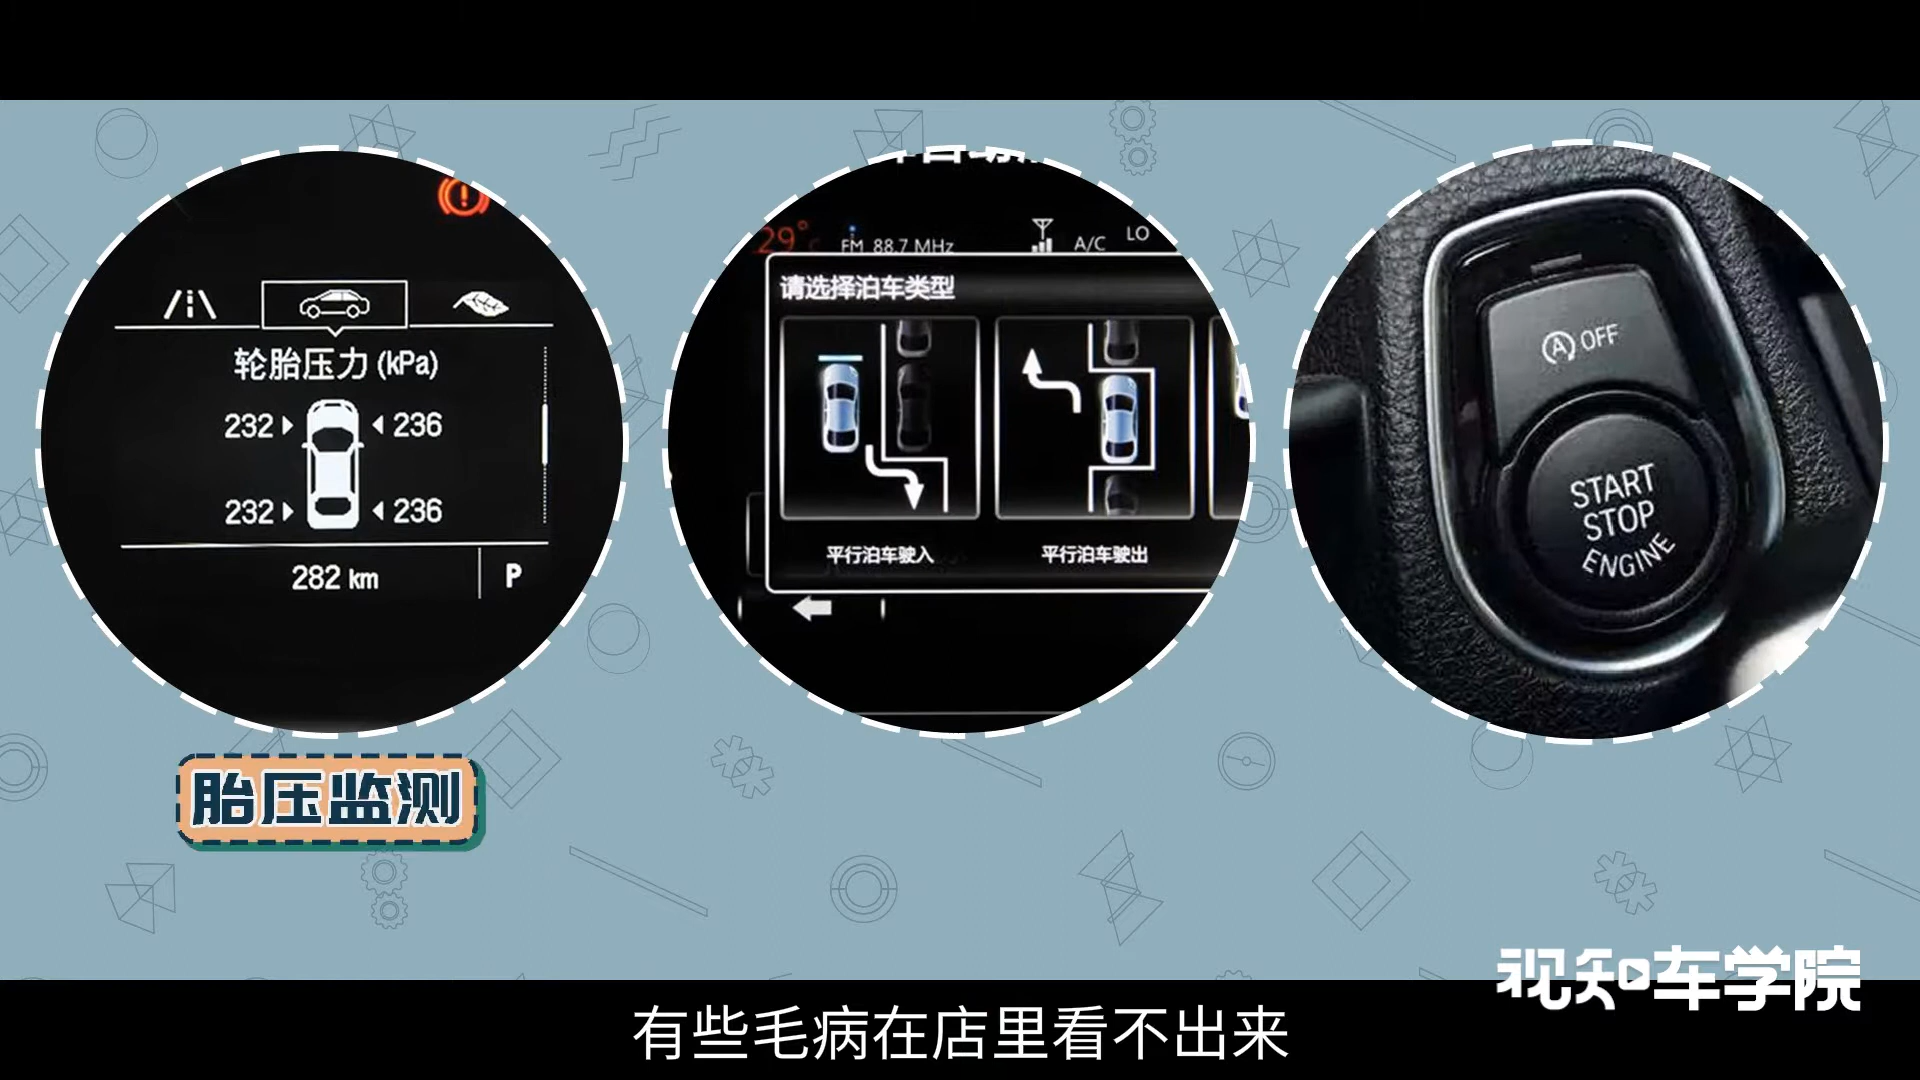 轮胎压力 (kPa)
232 236
232 236
282 km P
胎压监测
29°c FM 88.7 MHz A/C LO
请选择泊车类型
平行泊车驶入 平行泊车驶出
A OFF
START
STOP
ENGINE
视知车学院
有些毛病在店里看不出来